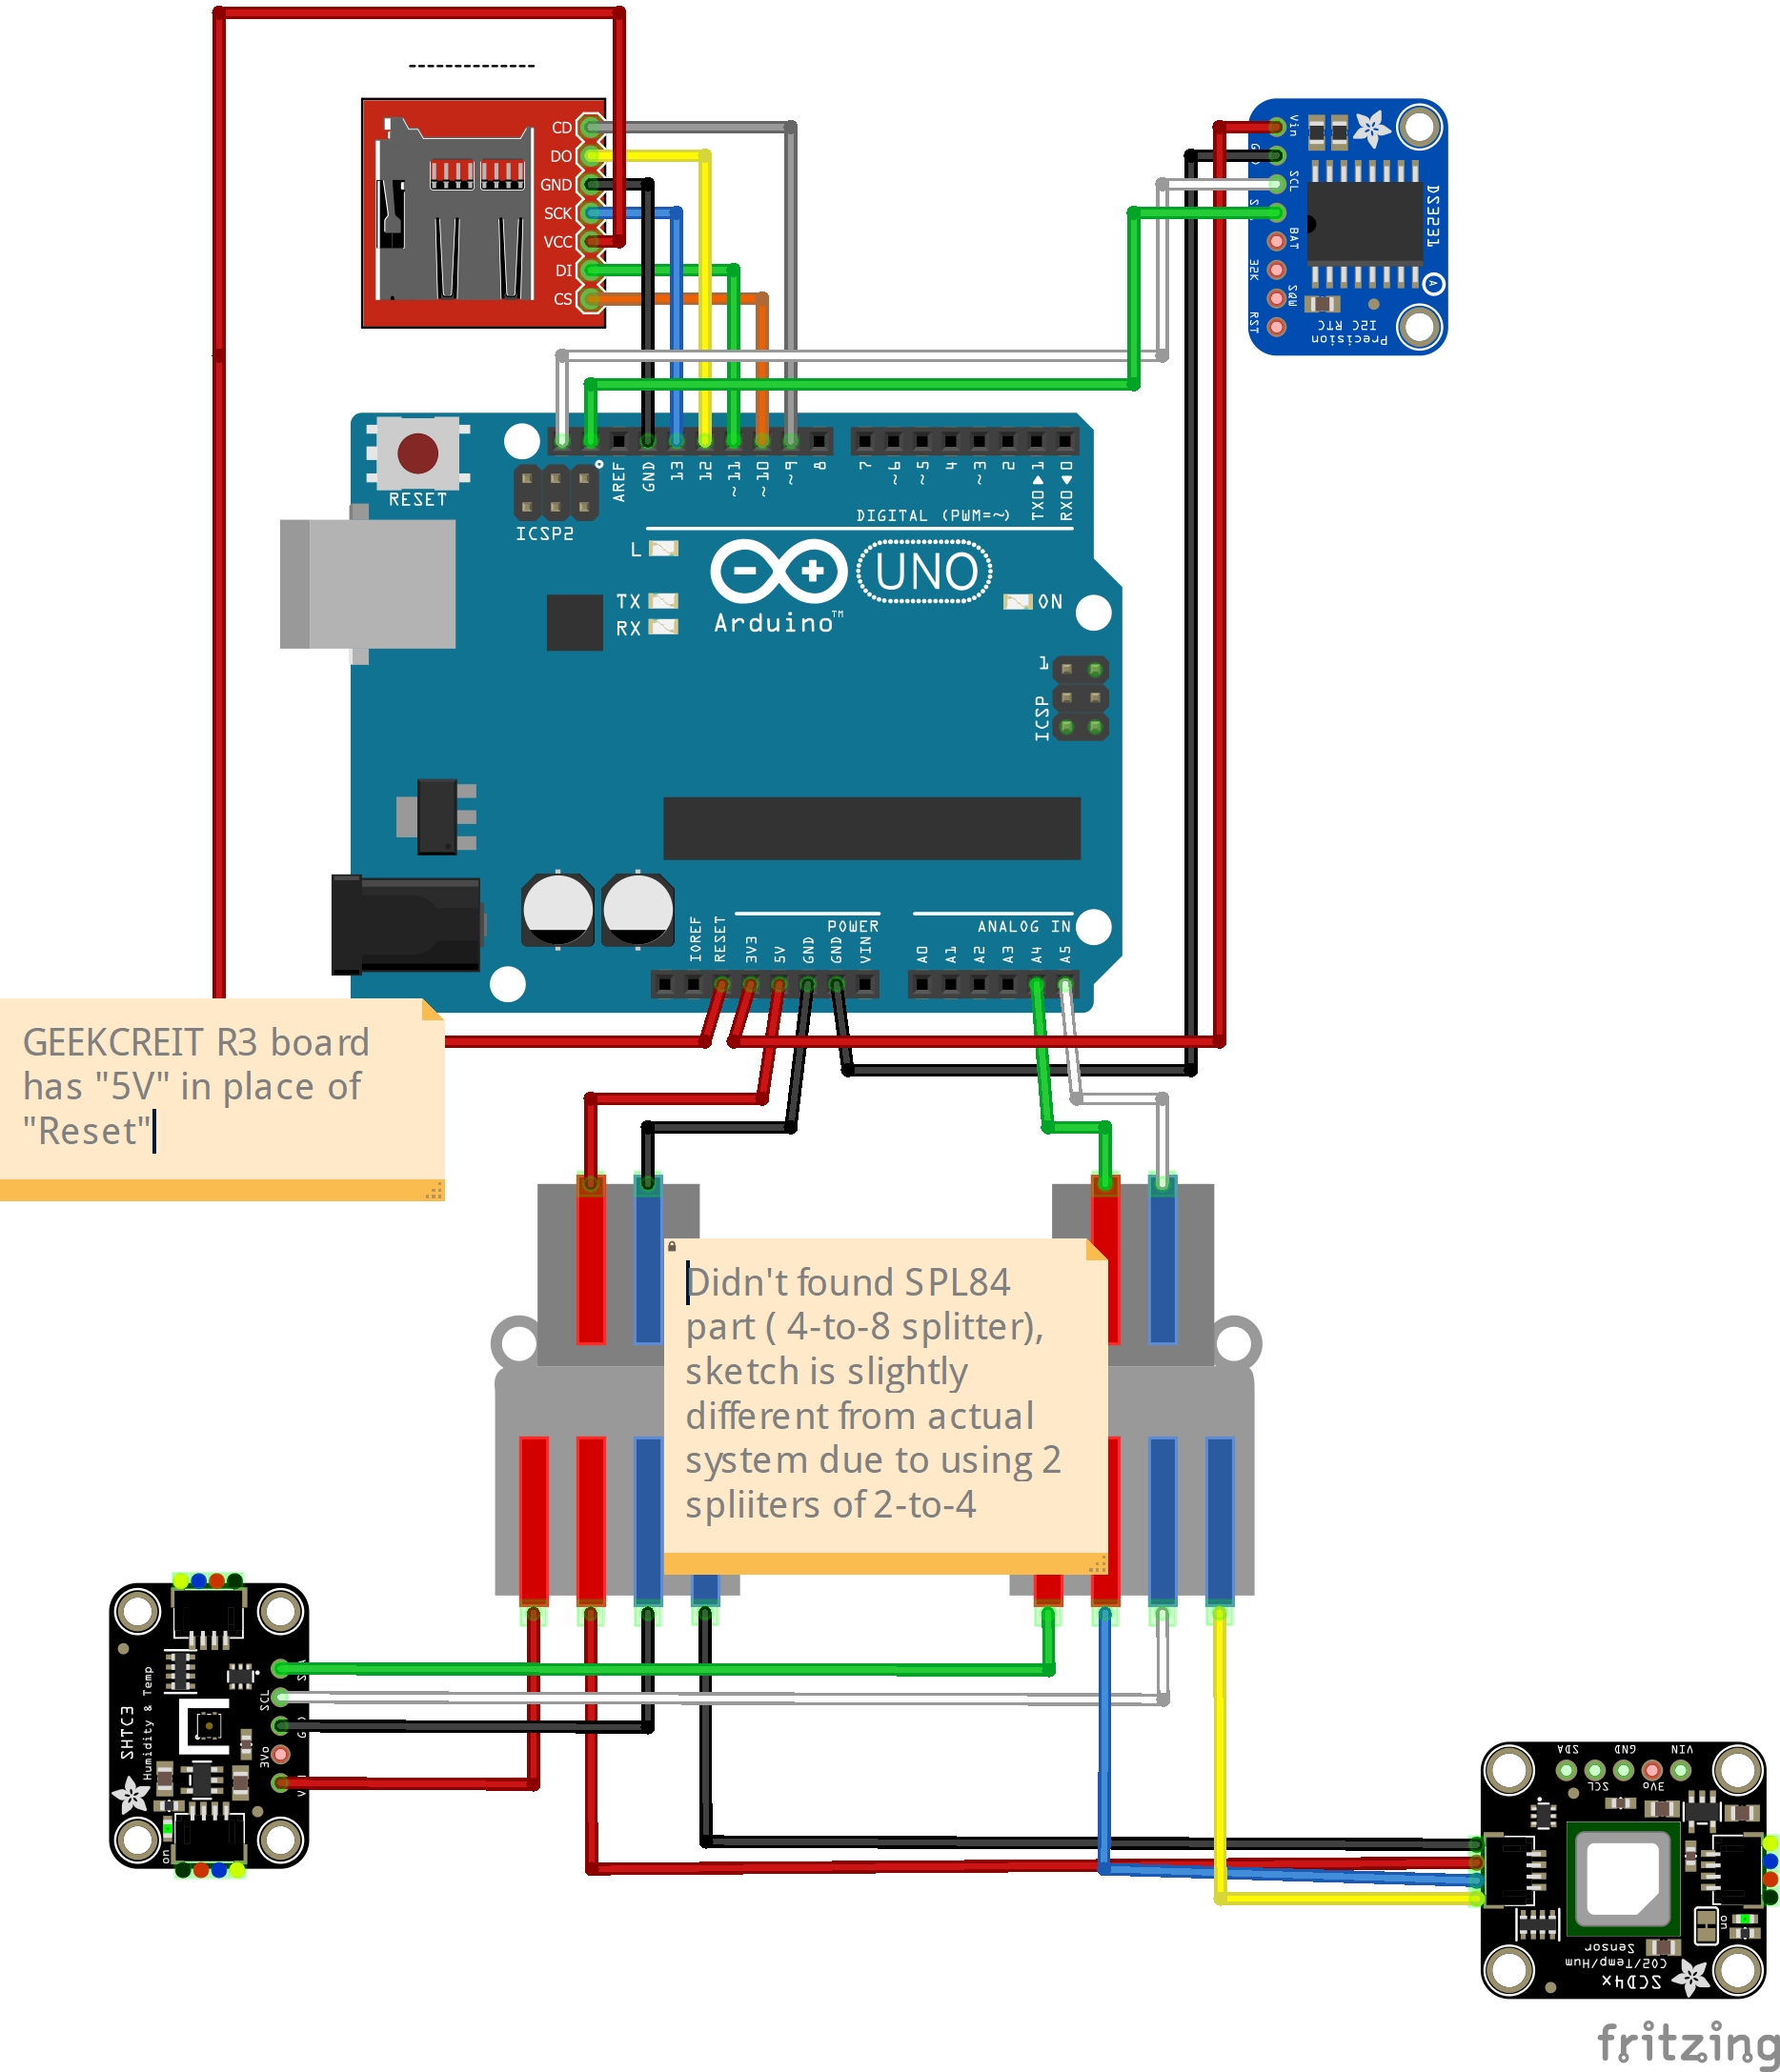 CD
DO
GND
SCK
VCC
DI
CS
Vin
SCL
BAT
32K
SQW
RST
DS3231
Precision
I2C RTC
RESET
ICSP2
AREF
GND
13
12
~11
~10
~9
8
7
~6
~5
4
~3
2
TX0▶1
RX0◀0
DIGITAL (PWM=~)
L
TX
RX
UNO
Arduino™
ON
1
ICSP
IOREF
RESET
3V3
5V
GND
GND
VIN
POWER
A0
A1
A2
A3
A4
A5
ANALOG IN
GEEKCREIT R3 board
has "5V" in place of
"Reset"
Didn't found SPL84
part ( 4-to-8 splitter),
sketch is slightly
different from actual
system due to using 2
spliiters of 2-to-4
SHTC3
Humidity & Temp
SCL
3Vo
on
SDA
SCL
GND
3Vo
VIN
on
SCD4x
CO2/Temp/Hum
Sensor
fritzing